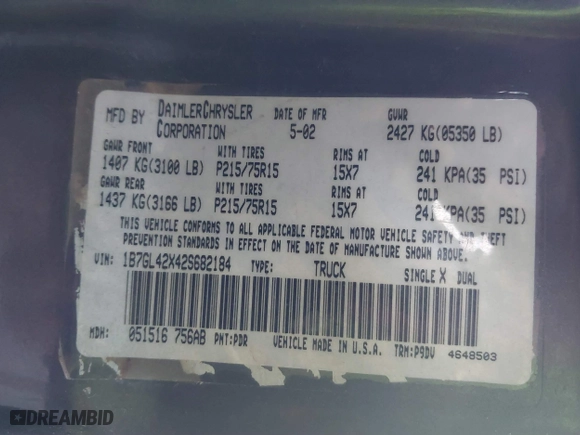 MFD BY DAIMLERCHRYSLER CORPORATION DATE OF MFR 5-02 GVWR 2427 KG(05350 LB)
GAWR FRONT WITH TIRES RIMS AT COLD
1407 KG(3100 LB) P215/75R15 15X7 241 KPA(35 PSI)
GAWR REAR WITH TIRES RIMS AT COLD
1437 KG(3166 LB) P215/75R15 15X7 241 KPA(35 PSI)
THIS VEHICLE CONFORMS TO ALL APPLICABLE FEDERAL MOTOR VEHICLE SAFETY AND THEFT
PREVENTION STANDARDS IN EFFECT ON THE DATE OF MANUFACTURE SHOWN ABOVE.
VIN: 1B7GL42X42S682184 TYPE: TRUCK SINGLE X DUAL
MDH: 051516 756AB PNT:PDR VEHICLE MADE IN U.S.A. TRM:P9DV 4648503
DREAMBID